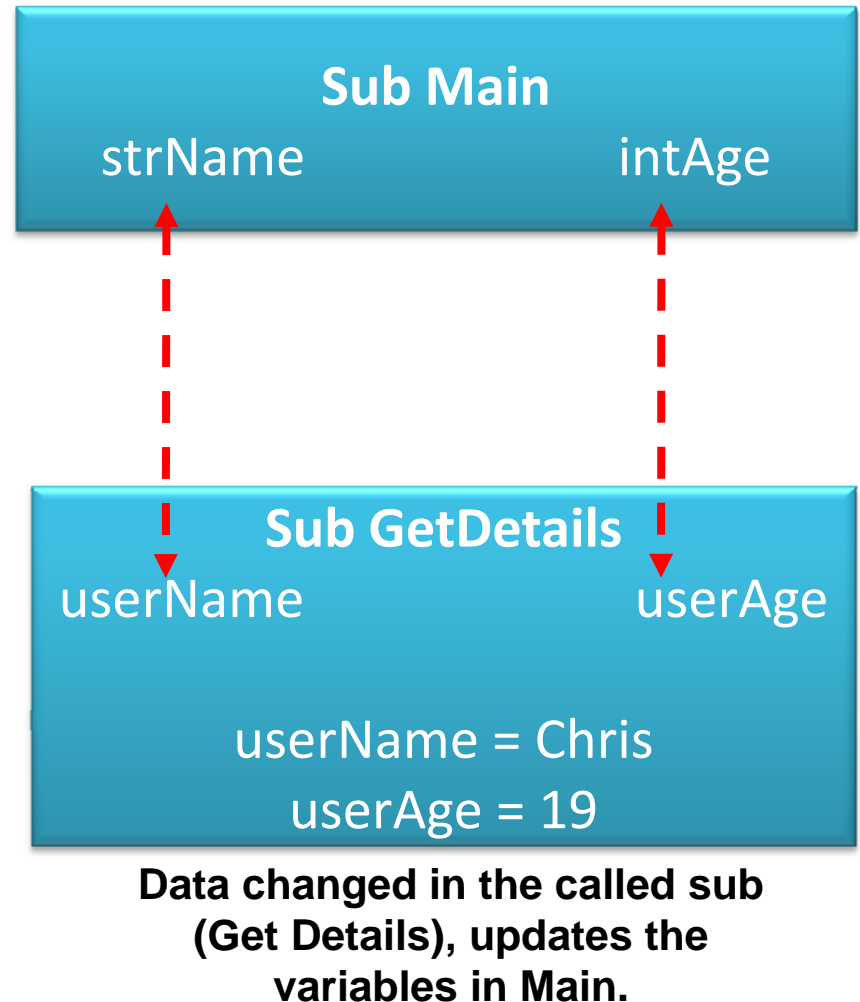 Sub Main
strName intAge
Sub GetDetails
userName userAge
userName = Chris
userAge = 19
Data changed in the called sub
(Get Details), updates the
variables in Main.